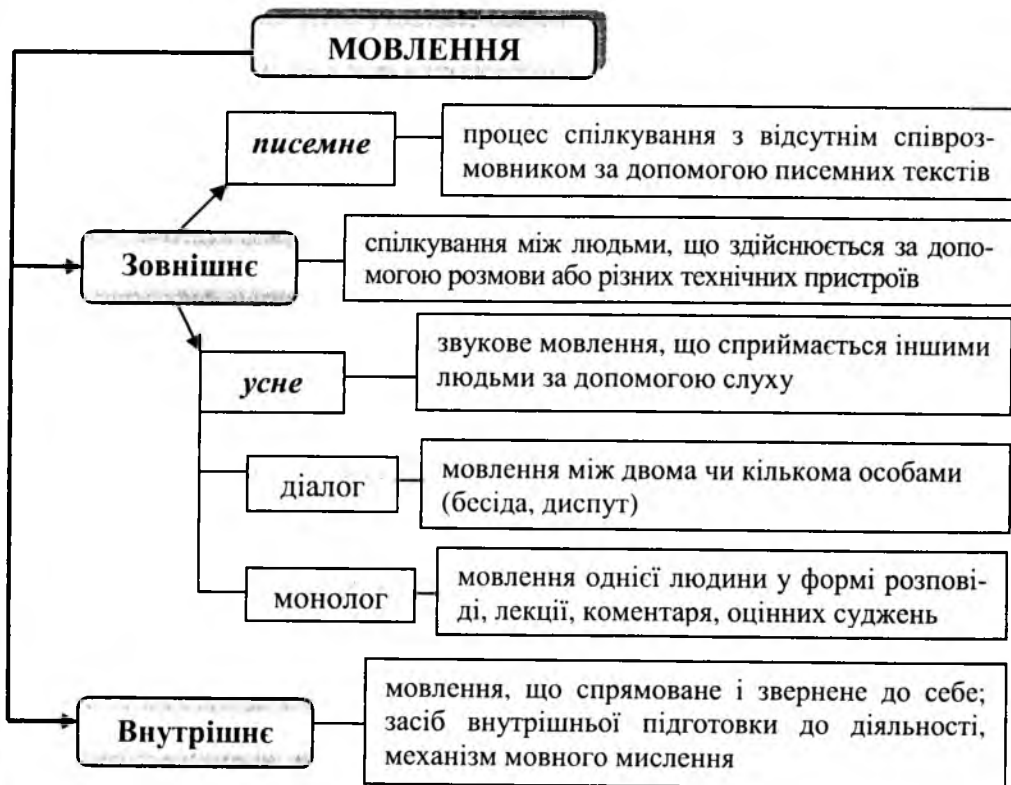 МОВЛЕННЯ
писемне
процес спілкування з відсутнім співроз-
мовником за допомогою писемних текстів
Зовнішнє
спілкування між людьми, що здійснюється за допо-
могою розмови або різних технічних пристроїв
усне
звукове мовлення, що сприймається іншими
людьми за допомогою слуху
діалог
мовлення між двома чи кількома особами
(бесіда, диспут)
монолог
мовлення однієї людини у формі розпові-
ді, лекції, коментаря, оцінних суджень
Внутрішнє
мовлення, що спрямоване і звернене до себе;
засіб внутрішньої підготовки до діяльності,
механізм мовного мислення